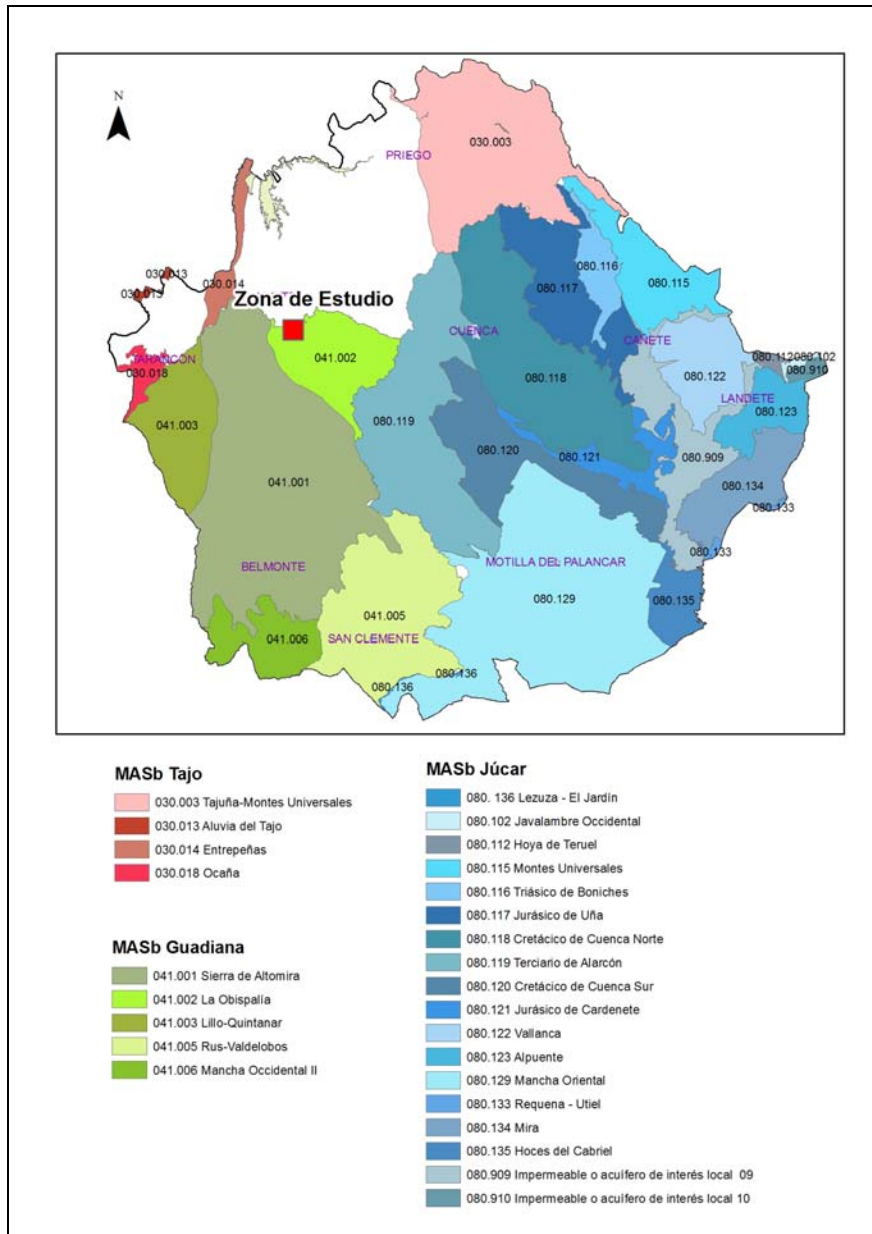 N
030.003
PRIEGO
030.013
030.013
030.014
Zona de Estudio
080.116
080.115
080.117
CUENCA
CAÑETE
TARANCON
030.018
041.002
080.112
080.102
080.910
080.122
LANDETE
080.118
080.123
041.003
080.119
080.120
080.121
080.909
080.134
041.001
080.133
080.133
BELMONTE
MOTILLA DEL PALANCAR
080.129
080.135
041.005
041.006
SAN CLEMENTE
080.136
080.136
MASb Tajo
030.003 Tajuña-Montes Universales
030.013 Aluvia del Tajo
030.014 Entrepeñas
030.018 Ocaña
MASb Guadiana
041.001 Sierra de Altomira
041.002 La Obispalía
041.003 Lillo-Quintanar
041.005 Rus-Valdelobos
041.006 Mancha Occidental II
MASb Júcar
080. 136 Lezuza - El Jardín
080.102 Javalambre Occidental
080.112 Hoya de Teruel
080.115 Montes Universales
080.116 Triásico de Boniches
080.117 Jurásico de Uña
080.118 Cretácico de Cuenca Norte
080.119 Terciario de Alarcón
080.120 Cretácico de Cuenca Sur
080.121 Jurásico de Cardenete
080.122 Vallanca
080.123 Alpuente
080.129 Mancha Oriental
080.133 Requena - Utiel
080.134 Mira
080.135 Hoces del Cabriel
080.909 Impermeable o acuífero de interés local 09
080.910 Impermeable o acuífero de interés local 10